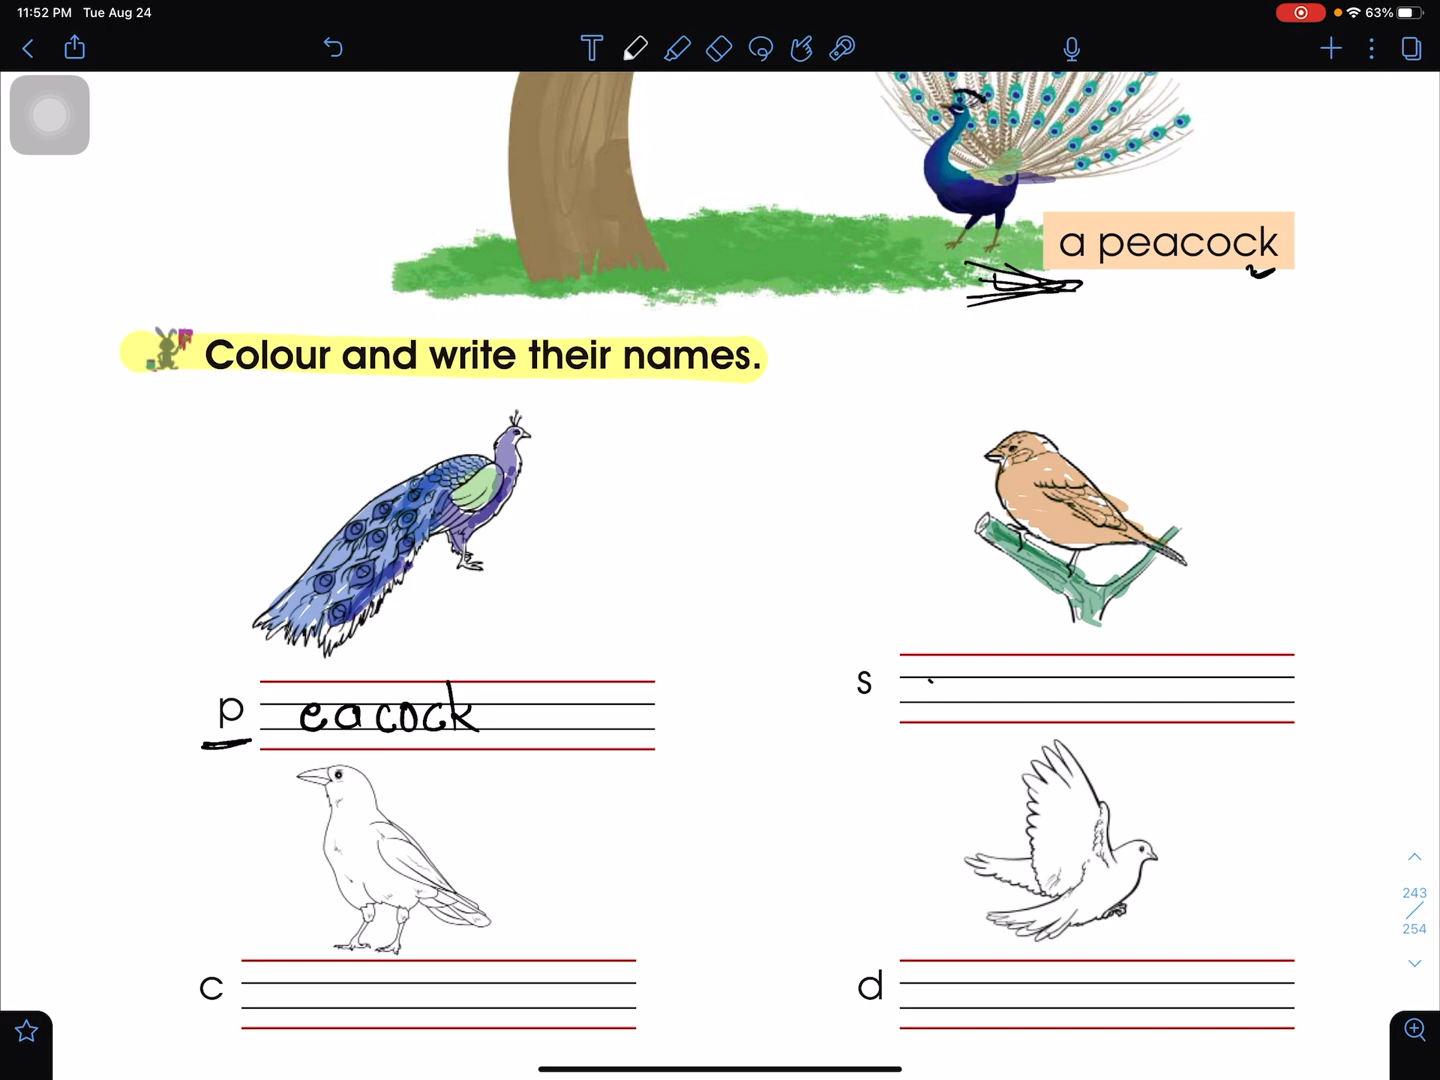 11:52 PM Tue Aug 24
63%
a peacock
Colour and write their names.
s
p eacock
243
254
c
d